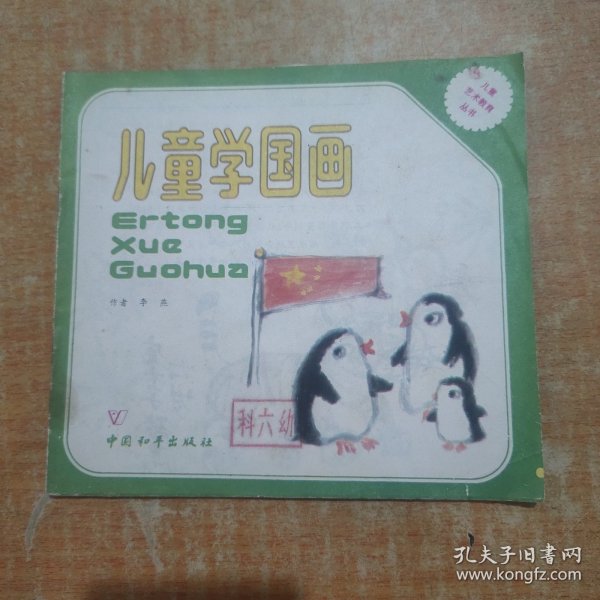 儿童
艺术教育
丛书
儿童学国画
Ertong
Xue
Guohua
作者 李燕
科六幼
中国和平出版社
孔夫子旧书网
www.kongfz.com